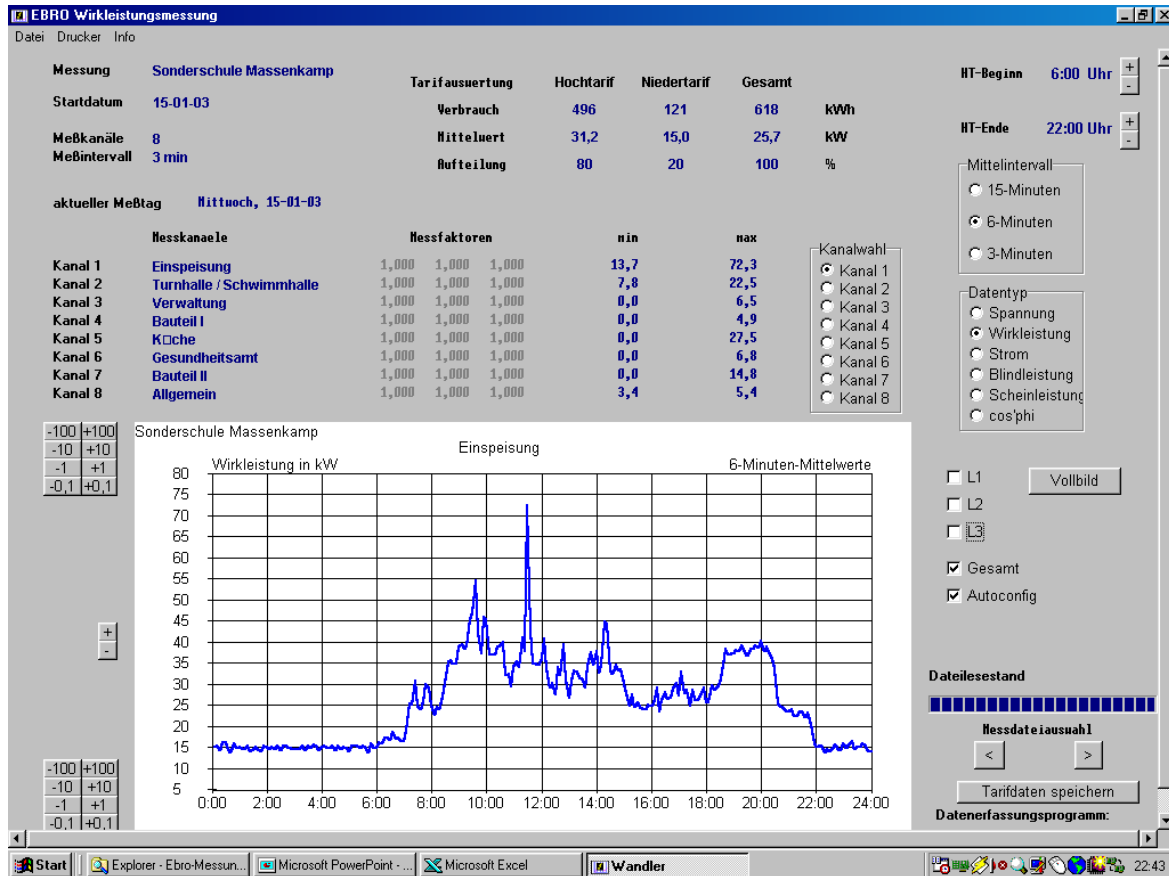 EBRO Wirkleistungsmessung
Datei Drucker Info
Messung Sonderschule Massenkamp
Startdatum 15-01-03
Meßkanäle 8
Meßintervall 3 min
aktueller Meßtag Mittwoch, 15-01-03
Tarifauswertung Hochtarif Niedertarif Gesamt
Verbrauch 496 121 618 kWh
Mittelwert 31,2 15,0 25,7 kW
Aufteilung 80 20 100 %
HT-Beginn 6:00 Uhr + -
HT-Ende 22:00 Uhr + -
Mittelintervall
15-Minuten
6-Minuten
3-Minuten
Messkanaele Messfaktoren min max
Kanal 1 Einspeisung 1,000 1,000 1,000 13,7 72,3
Kanal 2 Turnhalle / Schwimmhalle 1,000 1,000 1,000 7,8 22,5
Kanal 3 Verwaltung 1,000 1,000 1,000 0,0 6,5
Kanal 4 Bauteil I 1,000 1,000 1,000 0,0 4,9
Kanal 5 K□che 1,000 1,000 1,000 0,0 27,5
Kanal 6 Gesundheitsamt 1,000 1,000 1,000 0,0 6,8
Kanal 7 Bauteil II 1,000 1,000 1,000 0,0 14,8
Kanal 8 Allgemein 1,000 1,000 1,000 3,4 5,4
Kanalwahl
Kanal 1
Kanal 2
Kanal 3
Kanal 4
Kanal 5
Kanal 6
Kanal 7
Kanal 8
Datentyp
Spannung
Wirkleistung
Strom
Blindleistung
Scheinleistung
cos'phi
-100 +100
-10 +10
-1 +1
-0,1 +0,1
+
-
-100 +100
-10 +10
-1 +1
-0,1 +0,1
Sonderschule Massenkamp
Einspeisung
Wirkleistung in kW 6-Minuten-Mittelwerte
80
75
70
65
60
55
50
45
40
35
30
25
20
15
10
5
0:00 2:00 4:00 6:00 8:00 10:00 12:00 14:00 16:00 18:00 20:00 22:00 24:00
L1 Vollbild
L2
L3
Gesamt
Autoconfig
Dateilesestand
Messdateiauswahl
< >
Tarifdaten speichern
Datenerfassungsprogramm:
Start Explorer - Ebro-Messun... Microsoft PowerPoint - ... Microsoft Excel Wandler 22:43